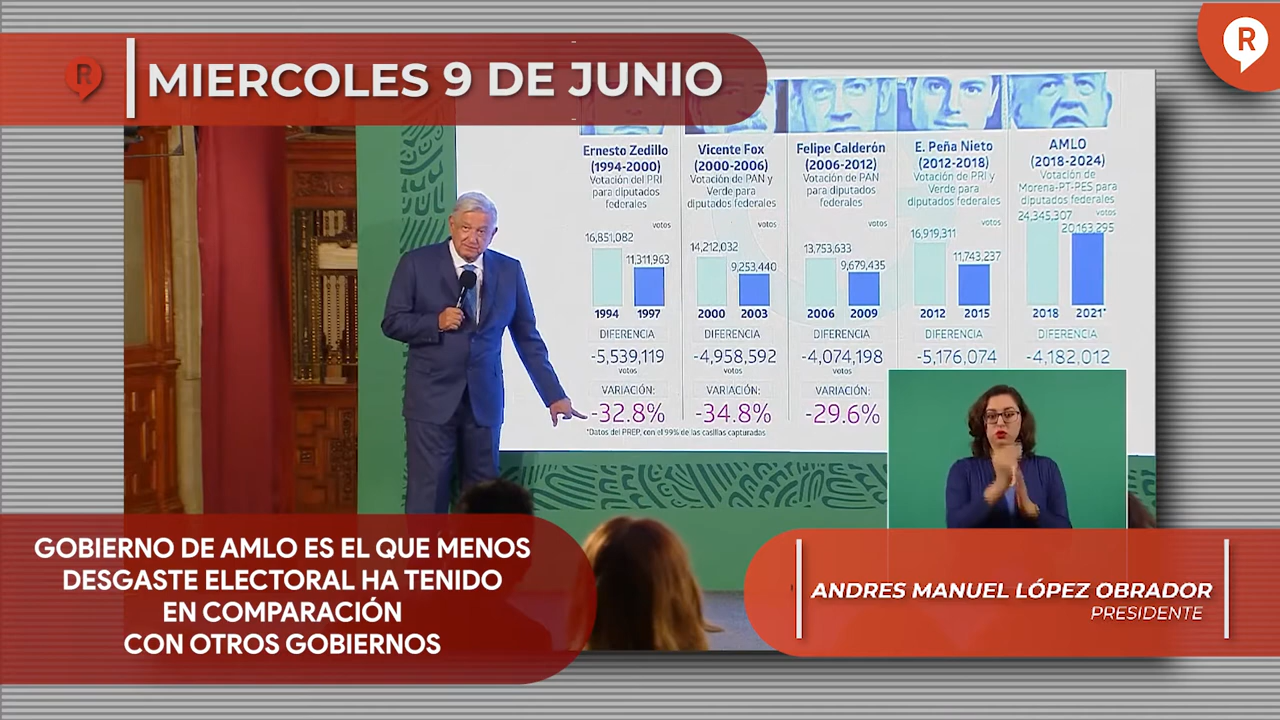 R
R
MIERCOLES 9 DE JUNIO
Ernesto Zedillo
(1994-2000)
Votación del PRI
para diputados
federales
votos
16,851,082
11,311,963
1994 1997
DIFERENCIA
-5,539,119
votos
VARIACIÓN:
-32.8%
Vicente Fox
(2000-2006)
Votación de PAN y
Verde para
diputados federales
votos
14,212,032
9,253,440
2000 2003
DIFERENCIA
-4,958,592
votos
VARIACIÓN:
-34.8%
Felipe Calderón
(2006-2012)
Votación de PAN
para diputados
federales
votos
13,753,633
9,679,435
2006 2009
DIFERENCIA
-4,074,198
votos
VARIACIÓN:
-29.6%
E. Peña Nieto
(2012-2018)
Votación de PRI y
Verde para
diputados federales
votos
16,919,311
11,743,237
2012 2015
DIFERENCIA
-5,176,074
AMLO
(2018-2024)
Votación de
Morena-PT-PES para
diputados federales
votos
24,345,307
20,163,295
2018 2021*
DIFERENCIA
-4,182,012
*Datos del PREP, con el 99% de las casillas capturadas
GOBIERNO DE AMLO ES EL QUE MENOS
DESGASTE ELECTORAL HA TENIDO
EN COMPARACIÓN
CON OTROS GOBIERNOS
ANDRES MANUEL LÓPEZ OBRADOR
PRESIDENTE